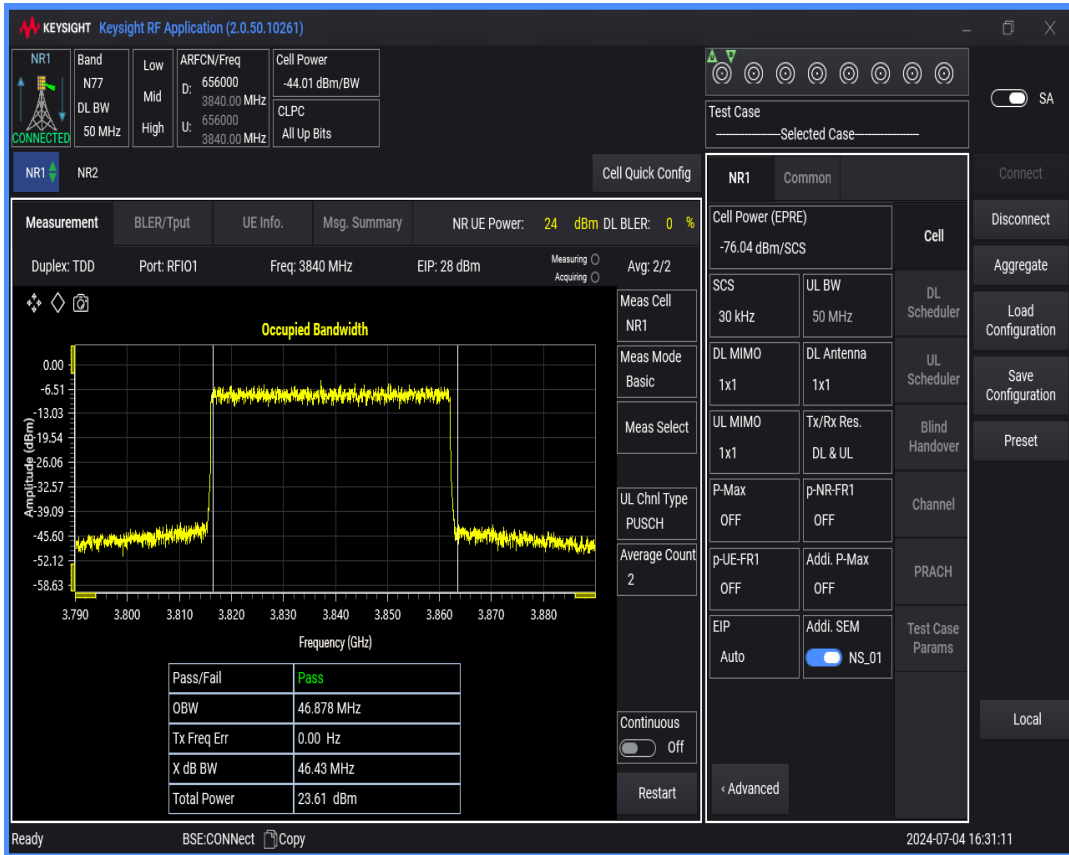 KEYSIGHT Keysight RF Application (2.0.50.10261)
NR1
CONNECTED
Band
N77
DL BW
50 MHz
Low
Mid
High
ARFCN/Freq
D: 656000
3840.00 MHz
U: 656000
3840.00 MHz
Cell Power
-44.01 dBm/BW
CLPC
All Up Bits
Test Case
----------Selected Case----------
SA
NR1
NR2
Cell Quick Config
Measurement BLER/Tput UE Info. Msg. Summary NR UE Power: 24 dBm DL BLER: 0 %
Duplex: TDD Port: RFIO1 Freq: 3840 MHz EIP: 28 dBm Measuring Avg: 2/2
Acquiring
Occupied Bandwidth
Amplitude (dBm)
0.00
-6.51
-13.03
-19.54
-26.06
-32.57
-39.09
-45.60
-52.12
-58.63
3.790 3.800 3.810 3.820 3.830 3.840 3.850 3.860 3.870 3.880
Frequency (GHz)
Pass/Fail Pass
OBW 46.878 MHz
Tx Freq Err 0.00 Hz
X dB BW 46.43 MHz
Total Power 23.61 dBm
Meas Cell
NR1
Meas Mode
Basic
Meas Select
UL Chnl Type
PUSCH
Average Count
2
Continuous
Off
Restart
NR1 Common
Cell Power (EPRE)
-76.04 dBm/SCS
SCS
30 kHz
UL BW
50 MHz
DL MIMO
1x1
DL Antenna
1x1
UL MIMO
1x1
Tx/Rx Res.
DL & UL
P-Max
OFF
p-NR-FR1
OFF
p-UE-FR1
OFF
Addi. P-Max
OFF
EIP
Auto
Addi. SEM
NS_01
‹ Advanced
Cell
DL
Scheduler
UL
Scheduler
Blind
Handover
Channel
PRACH
Test Case
Params
Connect
Disconnect
Aggregate
Load
Configuration
Save
Configuration
Preset
Local
Ready BSE:CONNect Copy 2024-07-04 16:31:11